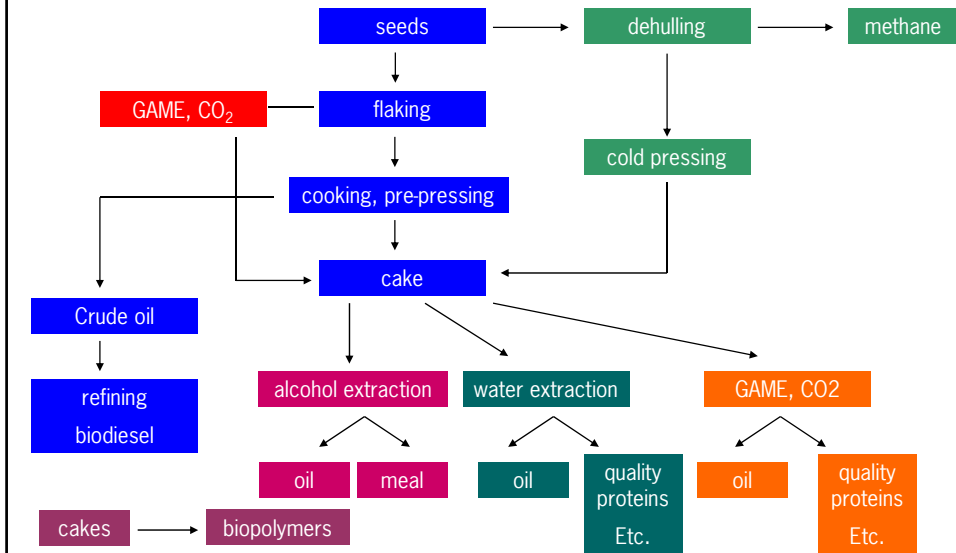 seeds
dehulling
methane
GAME, CO₂
flaking
cold pressing
cooking, pre-pressing
cake
Crude oil
refining
biodiesel
alcohol extraction
water extraction
GAME, CO2
oil
meal
oil
quality
proteins
Etc.
oil
quality
proteins
Etc.
cakes
biopolymers